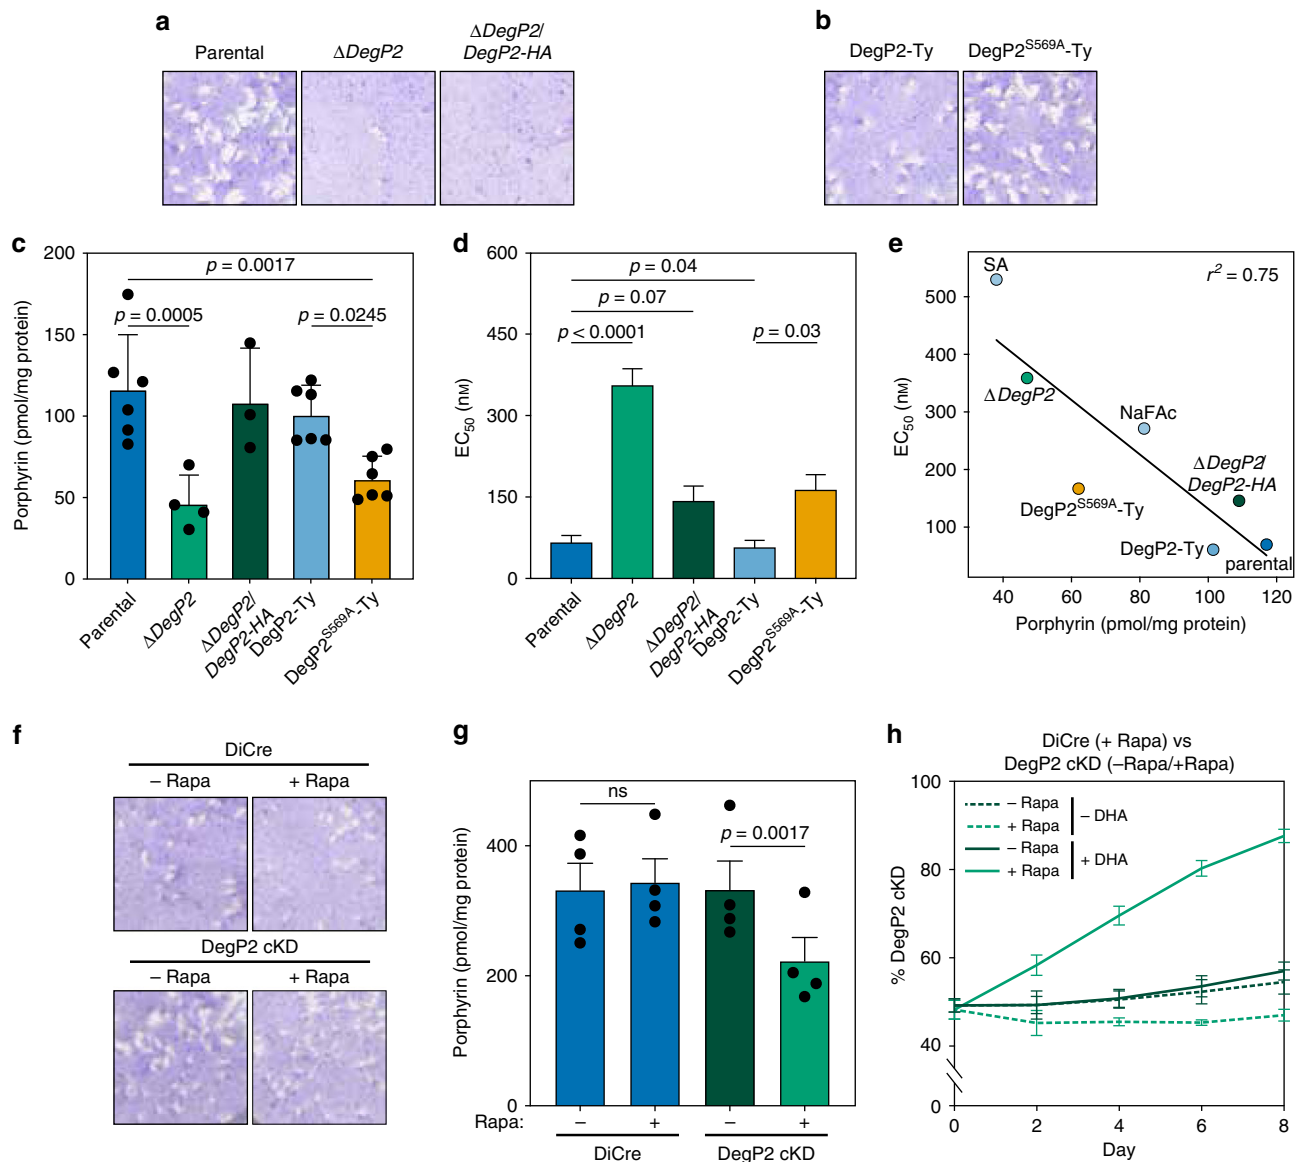 a
Parental
ΔDegP2
ΔDegP2/
DegP2-HA
b
DegP2-Ty
DegP2S569A-Ty
c
Porphyrin (pmol/mg protein)
200
150
100
50
0
p = 0.0017
p = 0.0005
p = 0.0245
Parental
ΔDegP2
ΔDegP2/
DegP2-HA
DegP2-Ty
DegP2S569A-Ty
d
EC50 (nM)
600
450
300
150
0
p = 0.04
p = 0.07
p < 0.0001
p = 0.03
Parental
ΔDegP2
ΔDegP2/
DegP2-HA
DegP2-Ty
DegP2S569A-Ty
e
EC50 (nM)
500
400
300
200
100
r2 = 0.75
SA
ΔDegP2
NaFAc
ΔDegP2/
DegP2-HA
DegP2S569A-Ty
DegP2-Ty
parental
40
60
80
100
120
Porphyrin (pmol/mg protein)
f
DiCre
– Rapa
+ Rapa
DegP2 cKD
– Rapa
+ Rapa
g
Porphyrin (pmol/mg protein)
400
200
0
ns
p = 0.0017
Rapa:
–
+
–
+
DiCre
DegP2 cKD
h
DiCre (+ Rapa) vs
DegP2 cKD (–Rapa/+Rapa)
% DegP2 cKD
100
80
60
40
0
– Rapa
+ Rapa
– DHA
– Rapa
+ Rapa
+ DHA
0
2
4
6
8
Day